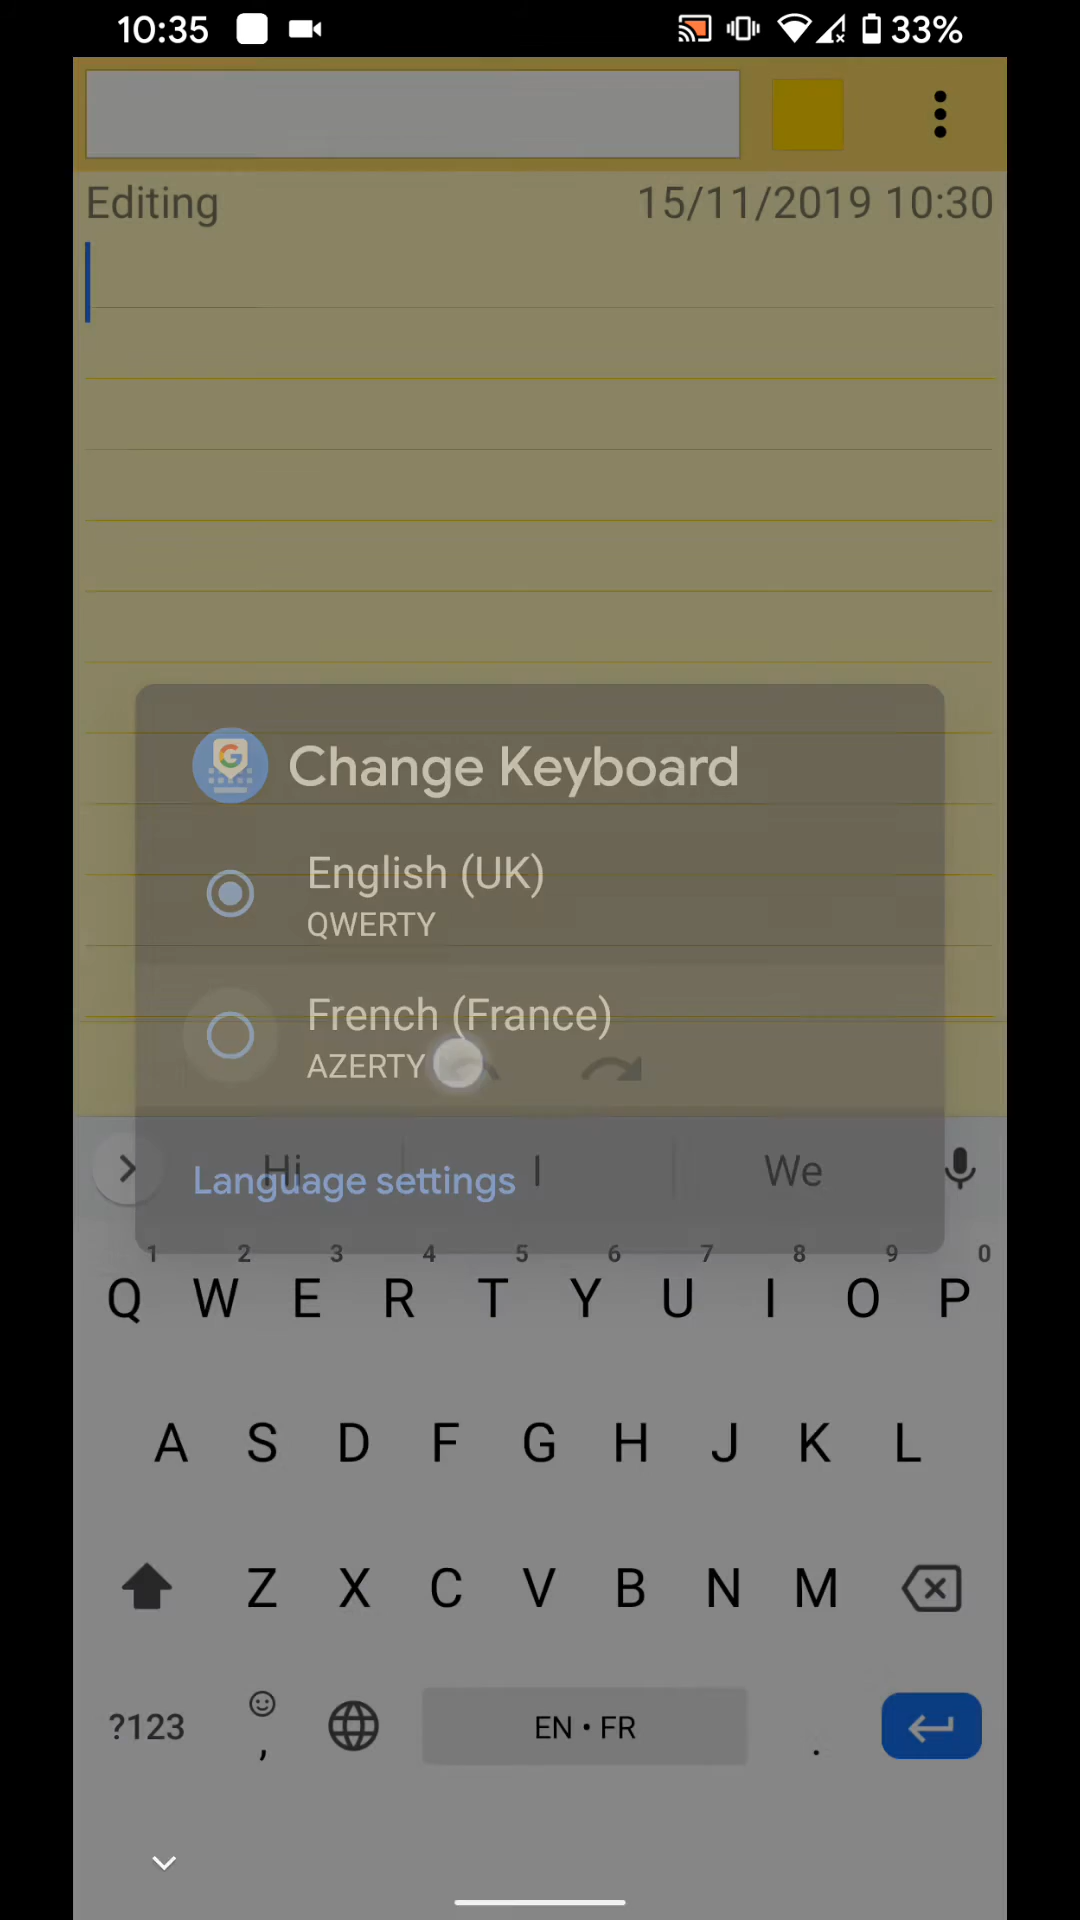 10:35 33%
Editing 15/11/2019 10:30
Change Keyboard
English (UK)
QWERTY
French (France)
AZERTY
Hi I We
Language settings
1 2 3 4 5 6 7 8 9 0
Q W E R T Y U I O P
A S D F G H J K L
Z X C V B N M
?123 , EN • FR .